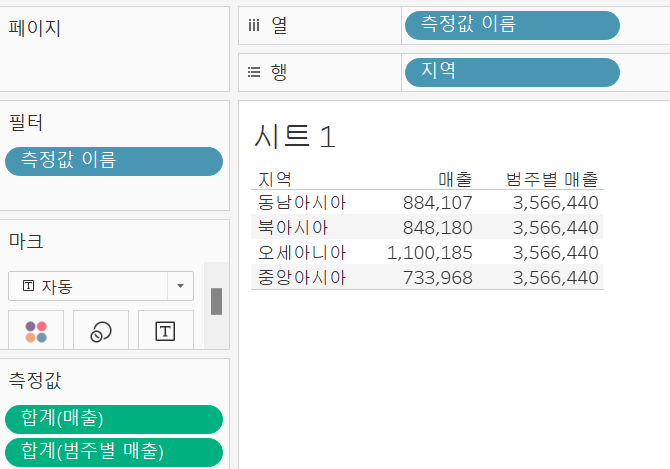 페이지
열
측정값 이름
행
지역
필터
측정값 이름
마크
자동
측정값
합계(매출)
합계(범주별 매출)
시트 1
지역 매출 범주별 매출
동남아시아 884,107 3,566,440
북아시아 848,180 3,566,440
오세아니아 1,100,185 3,566,440
중앙아시아 733,968 3,566,440